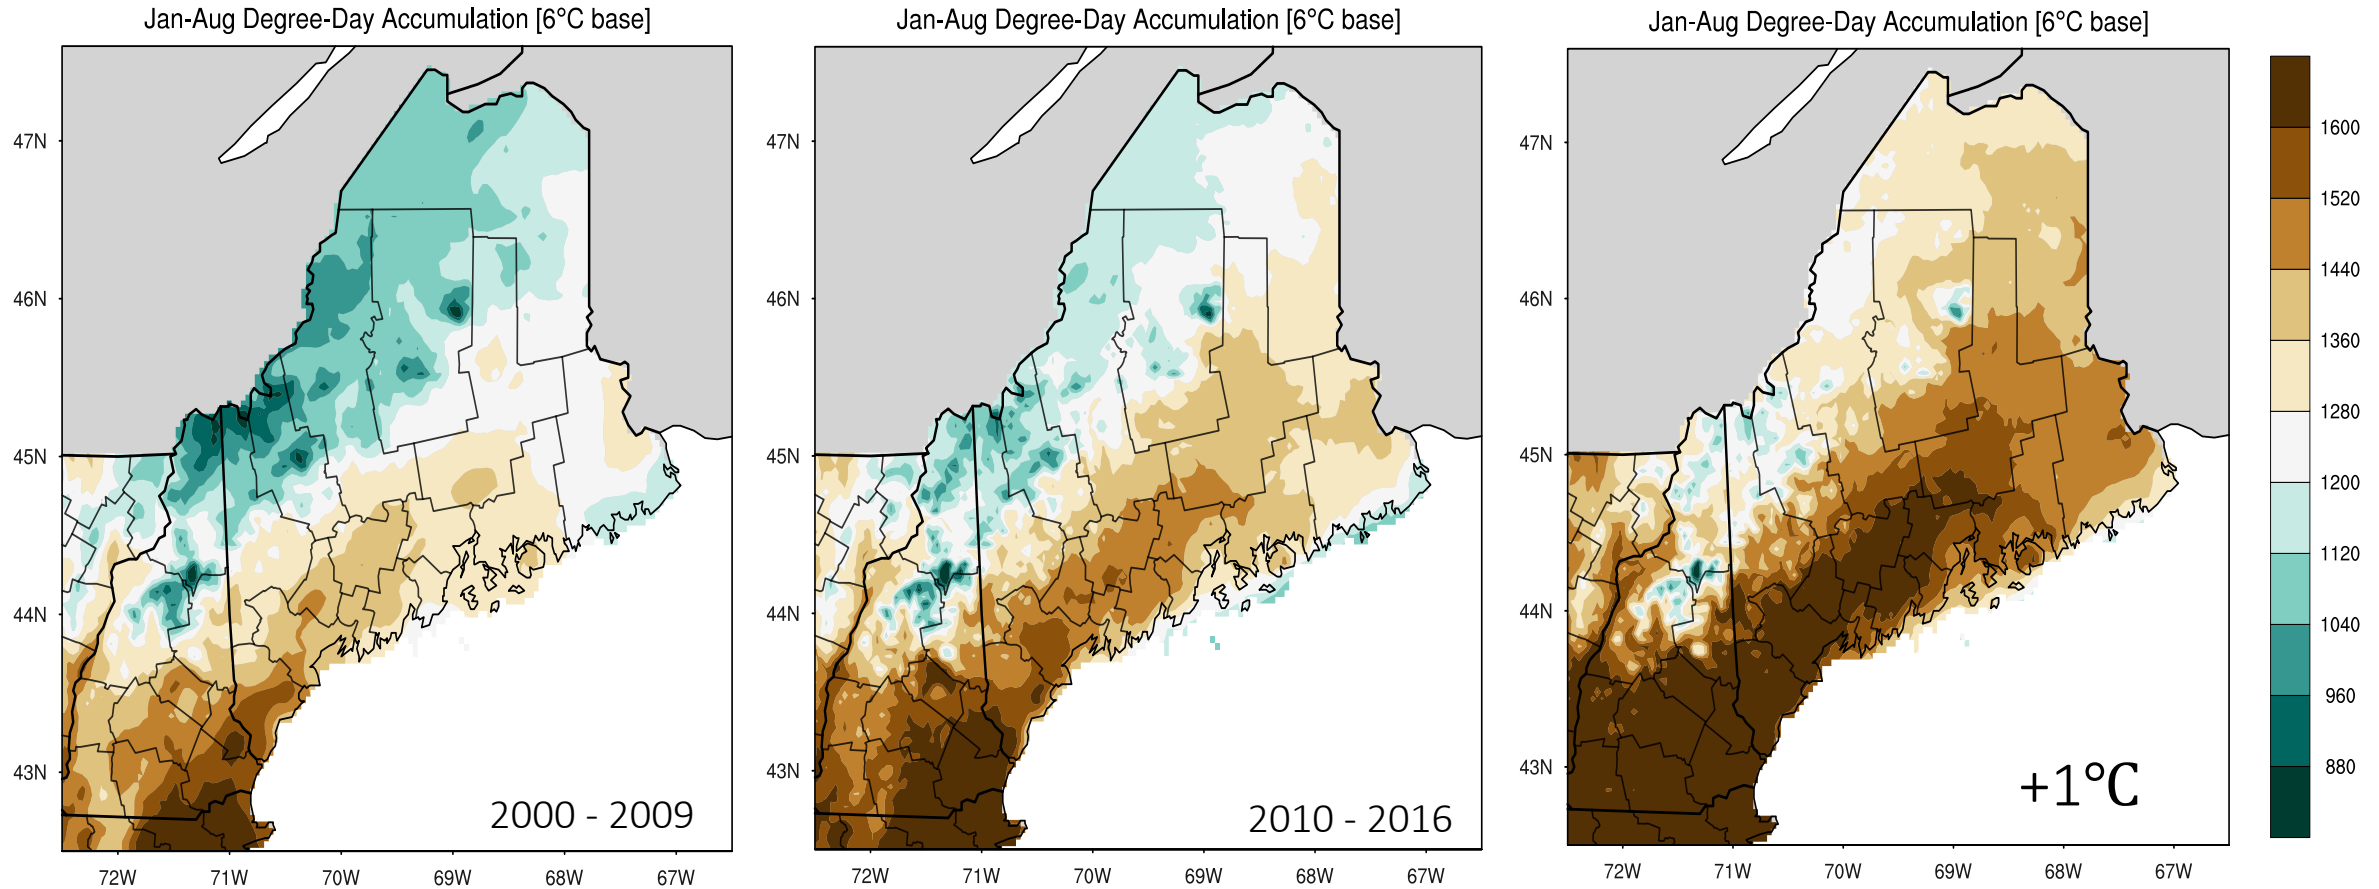 Jan-Aug Degree-Day Accumulation [6°C base]
47N
46N
45N
44N
43N
72W 71W 70W 69W 68W 67W
2000 - 2009
Jan-Aug Degree-Day Accumulation [6°C base]
47N
46N
45N
44N
43N
72W 71W 70W 69W 68W 67W
2010 - 2016
Jan-Aug Degree-Day Accumulation [6°C base]
47N
46N
45N
44N
43N
72W 71W 70W 69W 68W 67W
+1°C
1600
1520
1440
1360
1280
1200
1120
1040
960
880